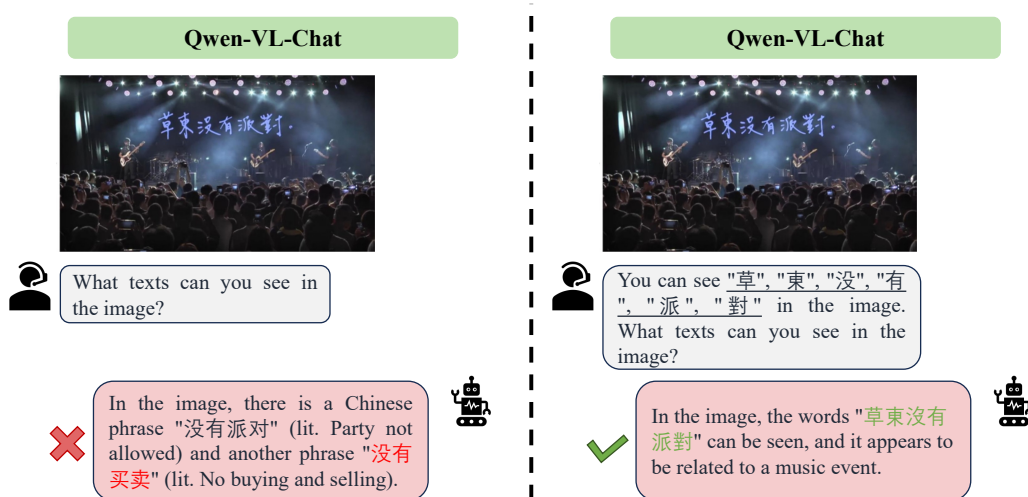 Qwen-VL-Chat
草東沒有派對.
What texts can you see in
the image?
In the image, there is a Chinese
phrase "没有派对" (lit. Party not
allowed) and another phrase "没有
买卖" (lit. No buying and selling).
Qwen-VL-Chat
草東沒有派對.
You can see "草", "東", "没", "有
", "派", "對" in the image.
What texts can you see in the
image?
In the image, the words "草東沒有
派對" can be seen, and it appears to
be related to a music event.